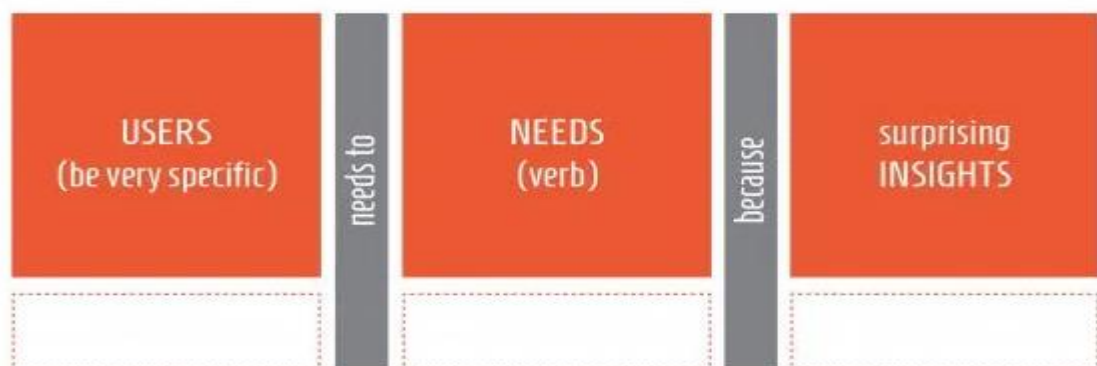 USERS
(be very specific)
needs to
NEEDS
(verb)
because
surprising
INSIGHTS